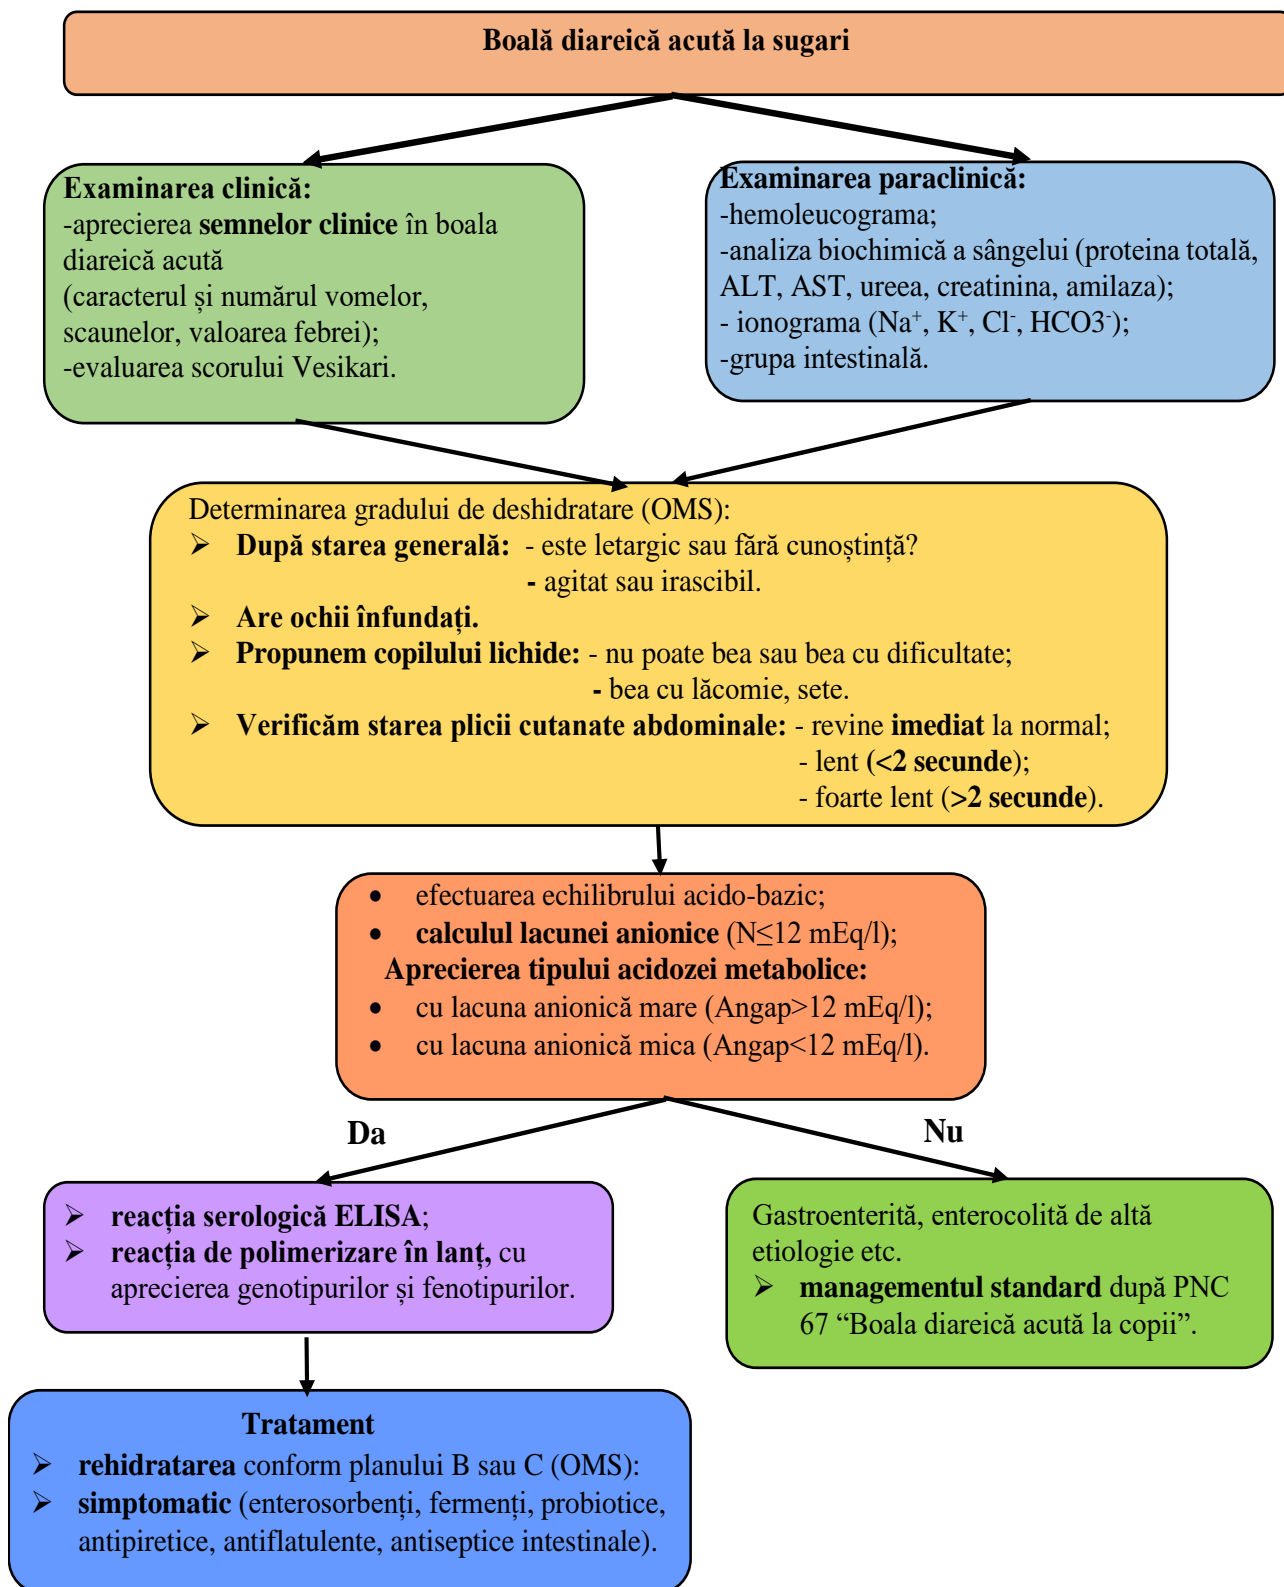 Boală diareică acută la sugari
Examinarea clinică:
-aprecierea semnelor clinice în boala
diareică acută
(caracterul și numărul vomelor,
scaunelor, valoarea febrei);
-evaluarea scorului Vesikari.
Examinarea paraclinică:
-hemoleucograma;
-analiza biochimică a sângelui (proteina totală,
ALT, AST, ureea, creatinina, amilaza);
- ionograma (Na⁺, K⁺, Cl⁻, HCO3⁻);
-grupa intestinală.
Determinarea gradului de deshidratare (OMS):
➢ După starea generală: - este letargic sau fără cunoștință?
- agitat sau irascibil.
➢ Are ochii înfundați.
➢ Propunem copilului lichide: - nu poate bea sau bea cu dificultate;
- bea cu lăcomie, sete.
➢ Verificăm starea plicii cutanate abdominale: - revine imediat la normal;
- lent (<2 secunde);
- foarte lent (>2 secunde).
• efectuarea echilibrului acido-bazic;
• calculul lacunei anionice (N≤12 mEq/l);
Aprecierea tipului acidozei metabolice:
• cu lacuna anionică mare (Angap>12 mEq/l);
• cu lacuna anionică mica (Angap<12 mEq/l).
Da
Nu
➢ reacția serologică ELISA;
➢ reacția de polimerizare în lanț, cu
aprecierea genotipurilor și fenotipurilor.
Gastroenterită, enterocolită de altă
etiologie etc.
➢ managementul standard după PNC
67 “Boala diareică acută la copii”.
Tratament
➢ rehidratarea conform planului B sau C (OMS):
➢ simptomatic (enterosorbenți, fermenți, probiotice,
antipiretice, antiflatulente, antiseptice intestinale).